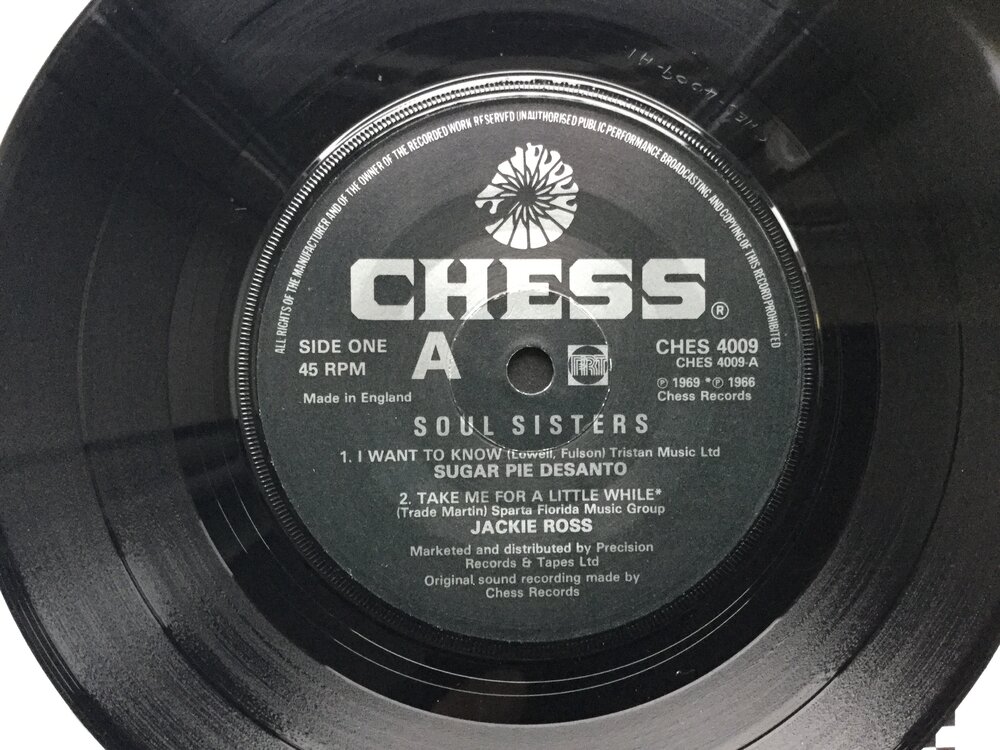 ALL RIGHTS OF THE MANUFACTURER AND OF THE OWNER OF THE RECORDED WORK RESERVED UNAUTHORISED PUBLIC PERFORMANCE BROADCASTING AND COPYING OF THIS RECORD PROHIBITED
CHES-4009-A1
CHESS®
SIDE ONE
45 RPM
A
PRT
CHES 4009
CHES 4009-A
Made in England
℗ 1969 *℗ 1966
Chess Records
SOUL SISTERS
1. I WANT TO KNOW (Lowell, Fulson) Tristan Music Ltd
SUGAR PIE DESANTO
2. TAKE ME FOR A LITTLE WHILE*
(Trade Martin) Sparta Florida Music Group
JACKIE ROSS
Marketed and distributed by Precision
Records & Tapes Ltd
Original sound recording made by
Chess Records